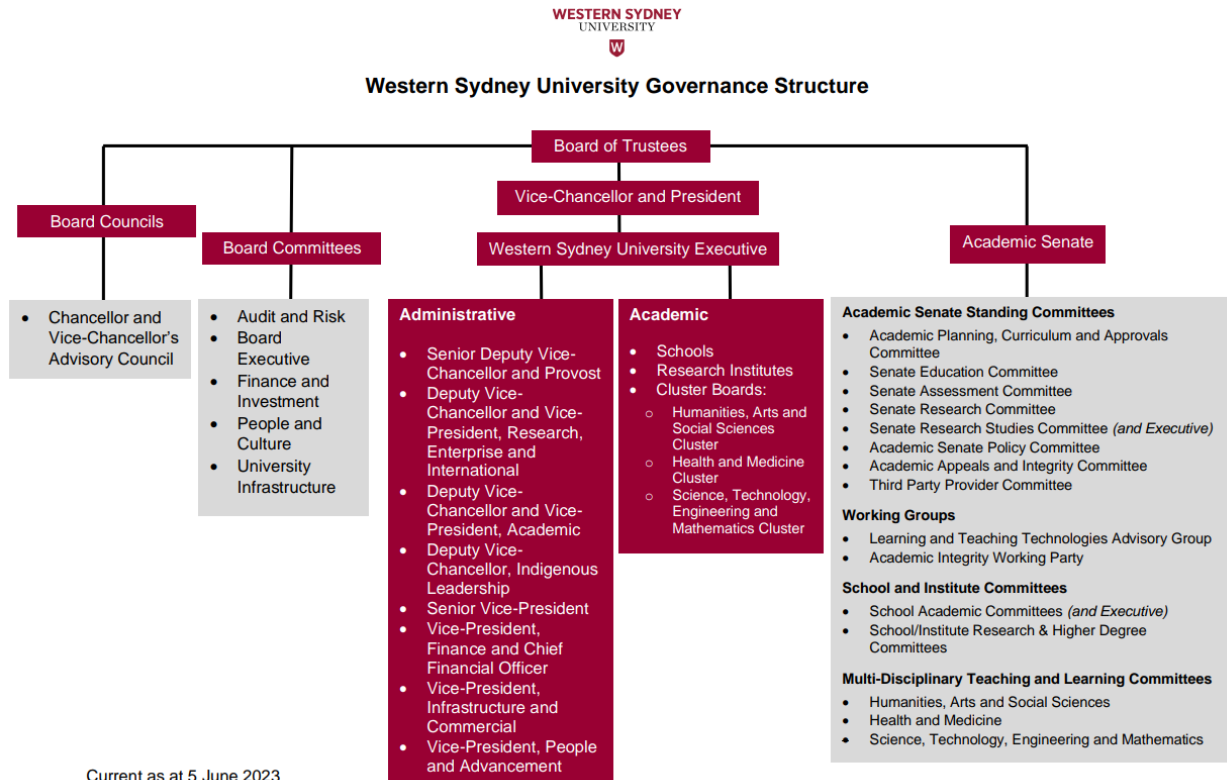 WESTERN SYDNEY
UNIVERSITY
W
Western Sydney University Governance Structure
Board of Trustees
Vice-Chancellor and President
Board Councils
Board Committees
Western Sydney University Executive
Academic Senate
• Chancellor and
Vice-Chancellor's
Advisory Council
• Audit and Risk
• Board
Executive
• Finance and
Investment
• People and
Culture
• University
Infrastructure
Administrative
• Senior Deputy Vice-
Chancellor and Provost
• Deputy Vice-
Chancellor and Vice-
President, Research,
Enterprise and
International
• Deputy Vice-
Chancellor and Vice-
President, Academic
• Deputy Vice-
Chancellor, Indigenous
Leadership
• Senior Vice-President
• Vice-President,
Finance and Chief
Financial Officer
• Vice-President,
Infrastructure and
Commercial
• Vice-President, People
and Advancement
Academic
• Schools
• Research Institutes
• Cluster Boards:
o Humanities, Arts and
Social Sciences
Cluster
o Health and Medicine
Cluster
o Science, Technology,
Engineering and
Mathematics Cluster
Academic Senate Standing Committees
• Academic Planning, Curriculum and Approvals
Committee
• Senate Education Committee
• Senate Assessment Committee
• Senate Research Committee
• Senate Research Studies Committee (and Executive)
• Academic Senate Policy Committee
• Academic Appeals and Integrity Committee
• Third Party Provider Committee
Working Groups
• Learning and Teaching Technologies Advisory Group
• Academic Integrity Working Party
School and Institute Committees
• School Academic Committees (and Executive)
• School/Institute Research & Higher Degree
Committees
Multi-Disciplinary Teaching and Learning Committees
• Humanities, Arts and Social Sciences
• Health and Medicine
• Science, Technology, Engineering and Mathematics
Current as at 5 June 2023